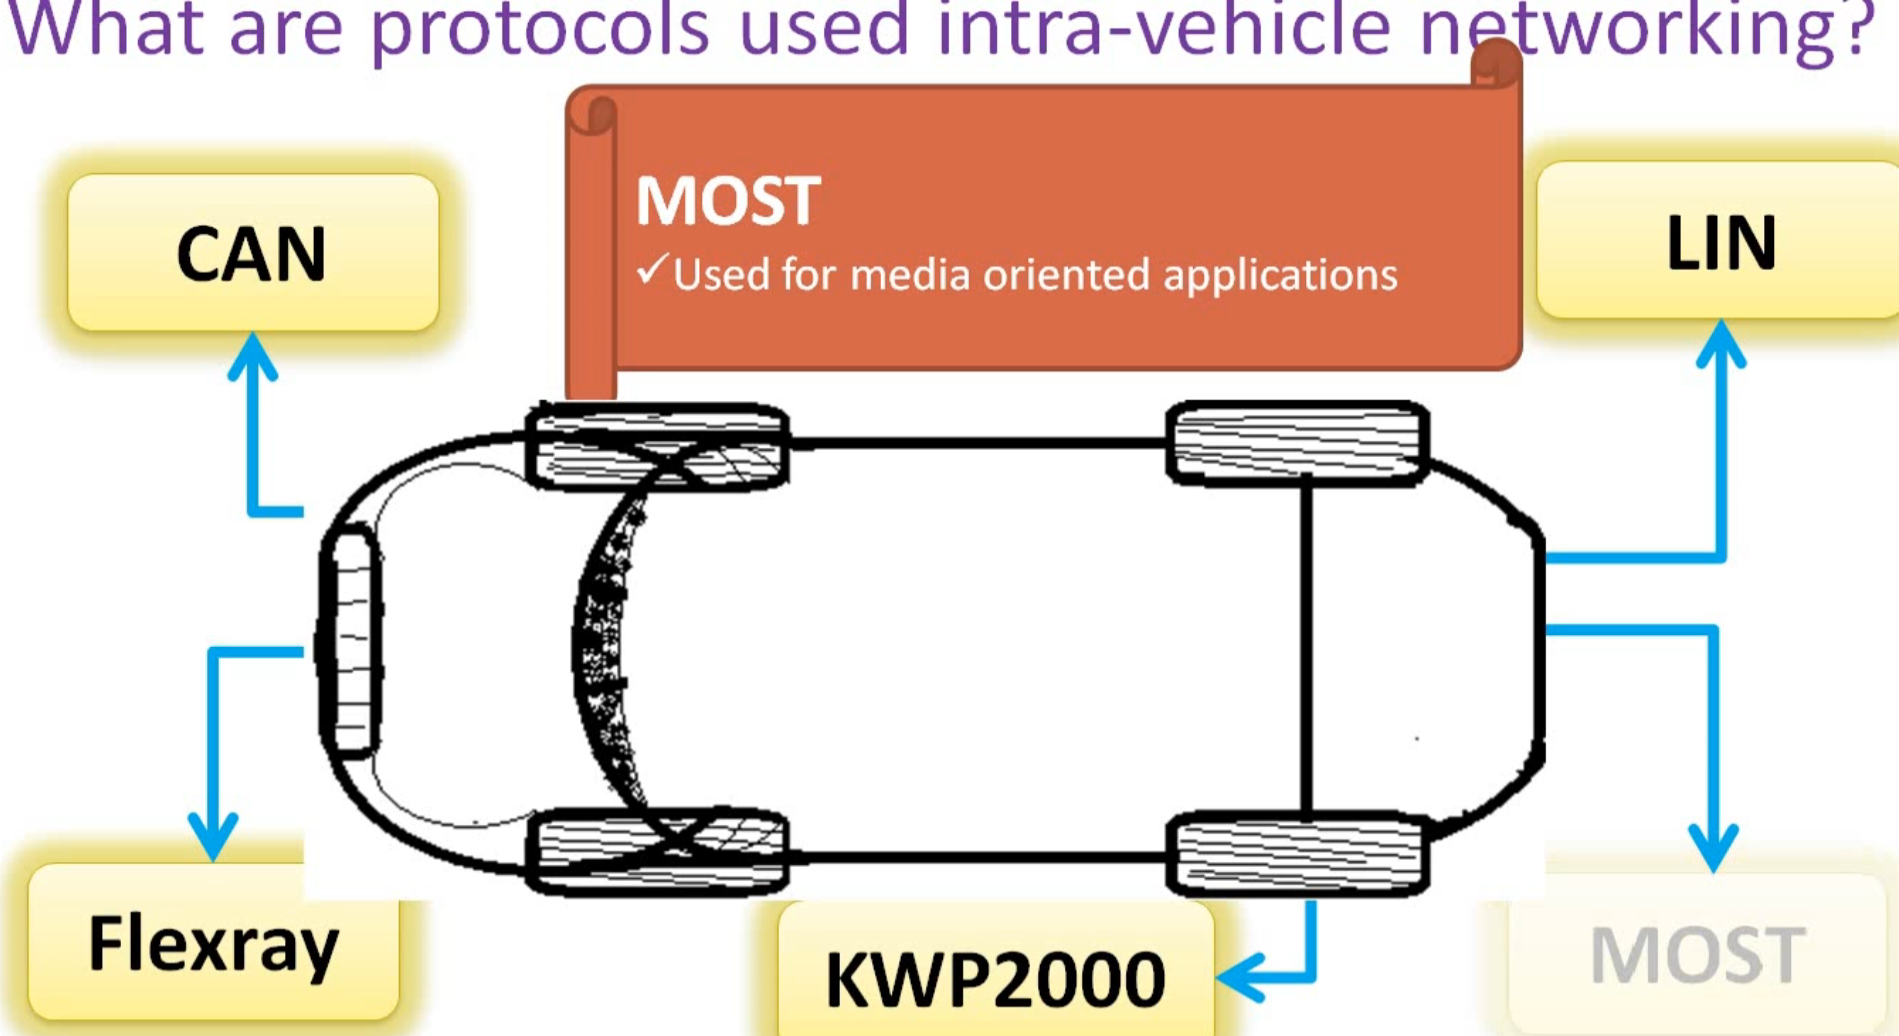 What are protocols used intra-vehicle networking?
MOST
✓Used for media oriented applications
CAN
LIN
Flexray
KWP2000
MOST